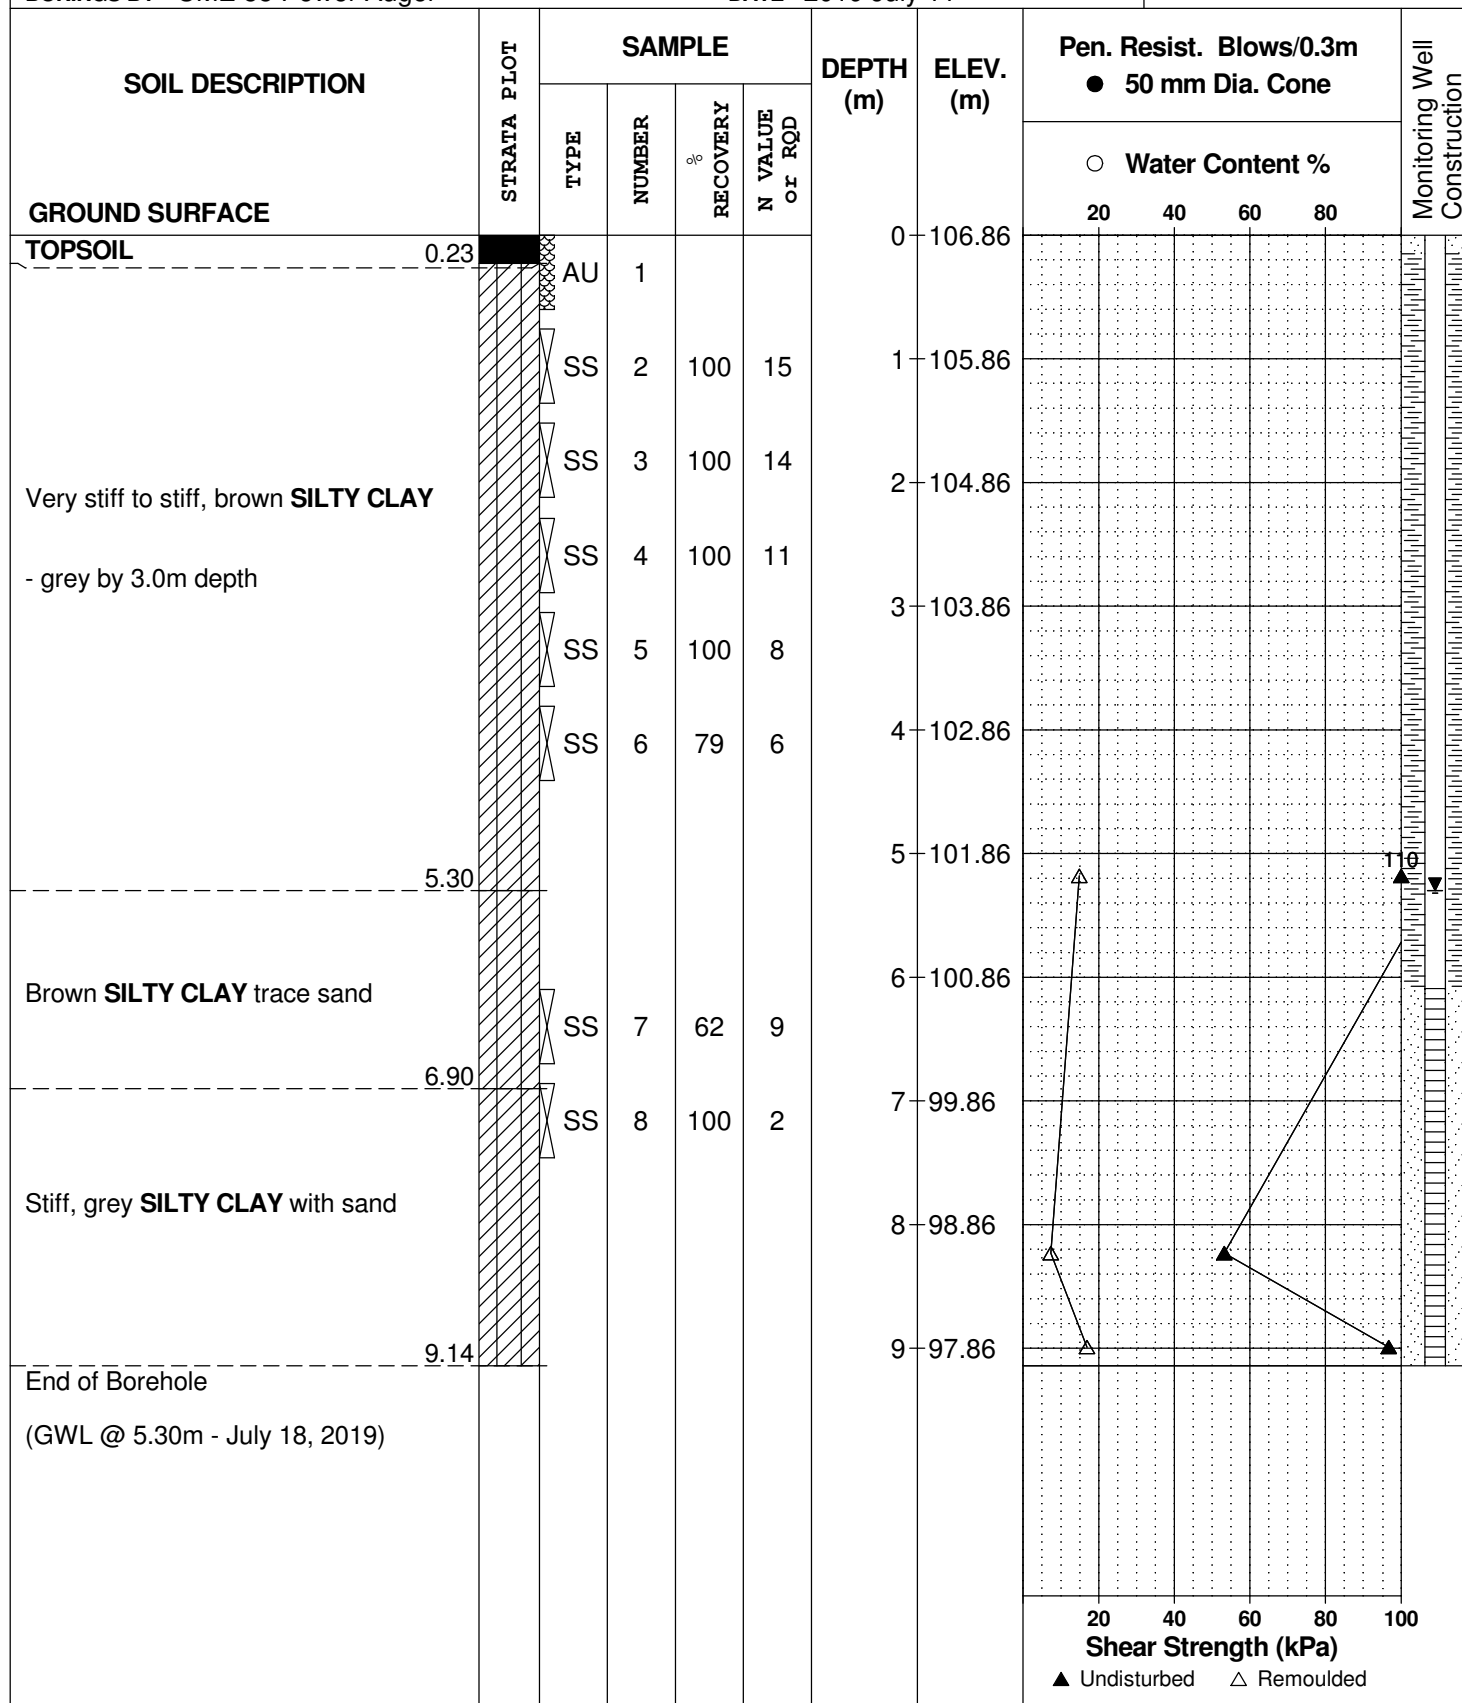 SOIL DESCRIPTION
GROUND SURFACE
STRATA PLOT
SAMPLE
TYPE
NUMBER
% RECOVERY
N VALUE or RQD
DEPTH (m)
ELEV. (m)
Pen. Resist. Blows/0.3m
● 50 mm Dia. Cone
○ Water Content %
20 40 60 80
Monitoring Well Construction
TOPSOIL 0.23
0 106.86
AU 1
SS 2 100 15
1 105.86
SS 3 100 14
2 104.86
Very stiff to stiff, brown SILTY CLAY
SS 4 100 11
- grey by 3.0m depth
3 103.86
SS 5 100 8
4 102.86
SS 6 79 6
5 101.86
110
5.30
6 100.86
Brown SILTY CLAY trace sand
SS 7 62 9
6.90
7 99.86
SS 8 100 2
Stiff, grey SILTY CLAY with sand
8 98.86
9 97.86
9.14
End of Borehole
(GWL @ 5.30m - July 18, 2019)
20 40 60 80 100
Shear Strength (kPa)
▲ Undisturbed △ Remoulded